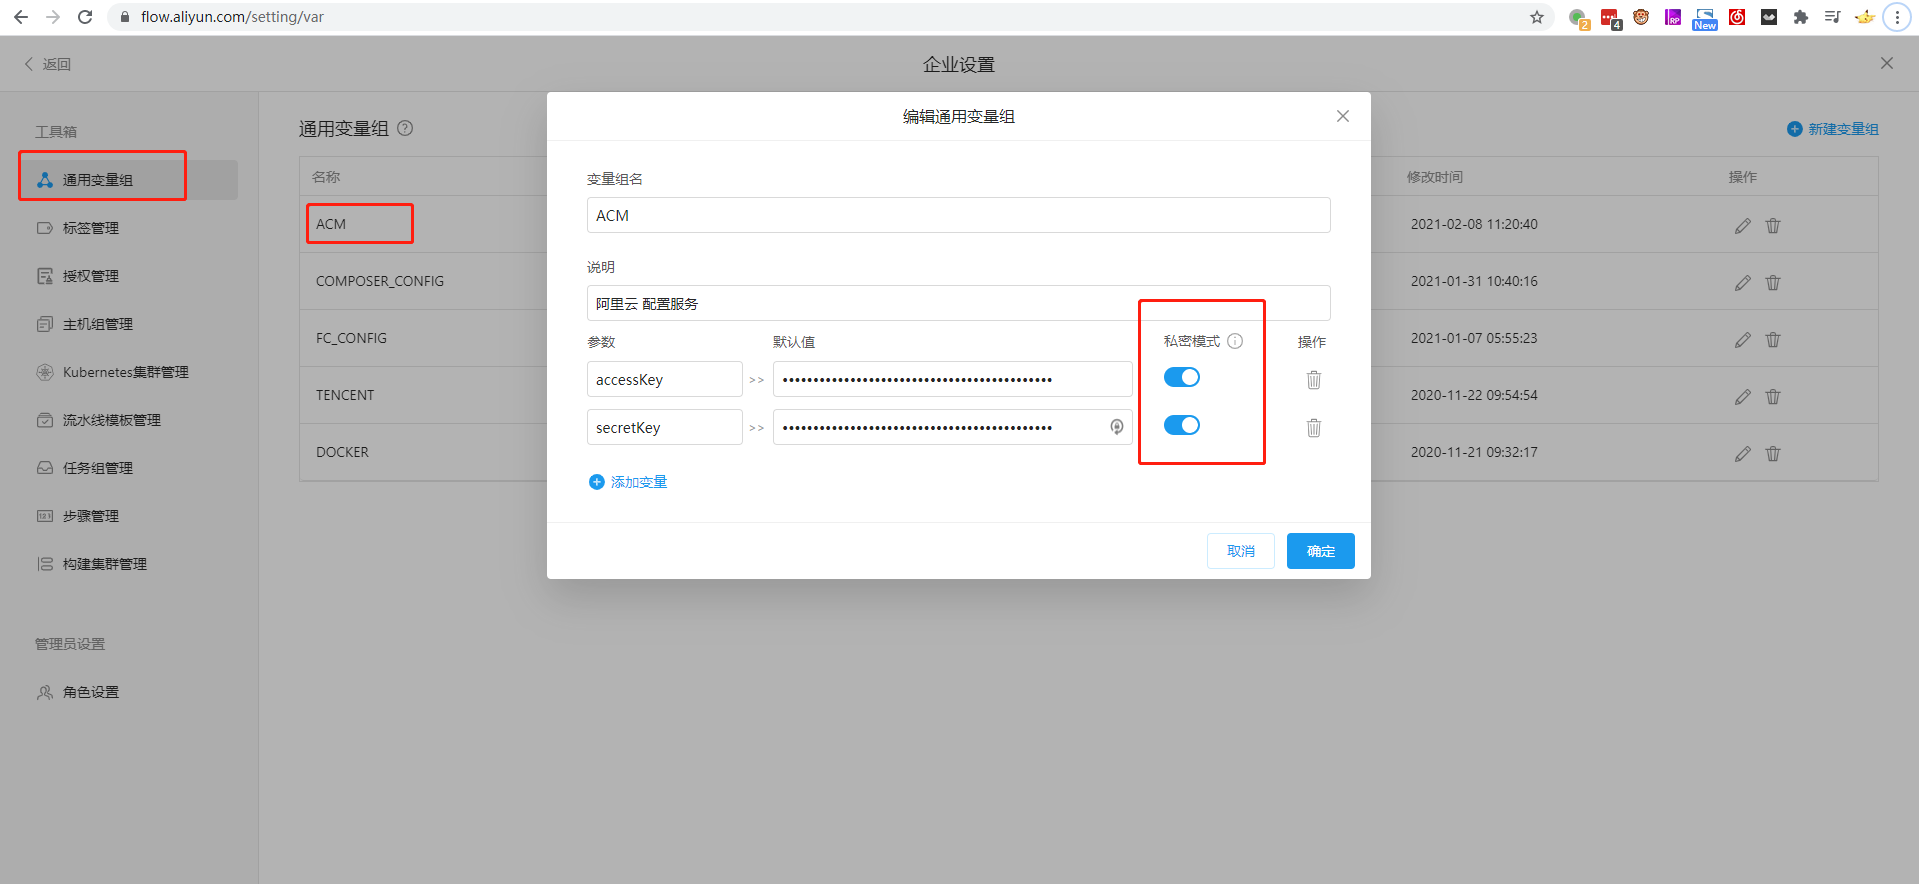 flow.aliyun.com/setting/var
2
4
RP
New
返回
企业设置
工具箱
通用变量组
标签管理
授权管理
主机组管理
Kubernetes集群管理
流水线模板管理
任务组管理
步骤管理
构建集群管理
管理员设置
角色设置
通用变量组
新建变量组
名称
修改时间
操作
ACM
2021-02-08 11:20:40
COMPOSER_CONFIG
2021-01-31 10:40:16
FC_CONFIG
2021-01-07 05:55:23
TENCENT
2020-11-22 09:54:54
DOCKER
2020-11-21 09:32:17
编辑通用变量组
变量组名
ACM
说明
阿里云 配置服务
参数 默认值 私密模式 操作
accessKey >> ••••••••••••••••••••••••••••••••••••••••••••
secretKey >> ••••••••••••••••••••••••••••••••••••••••••••
添加变量
取消 确定